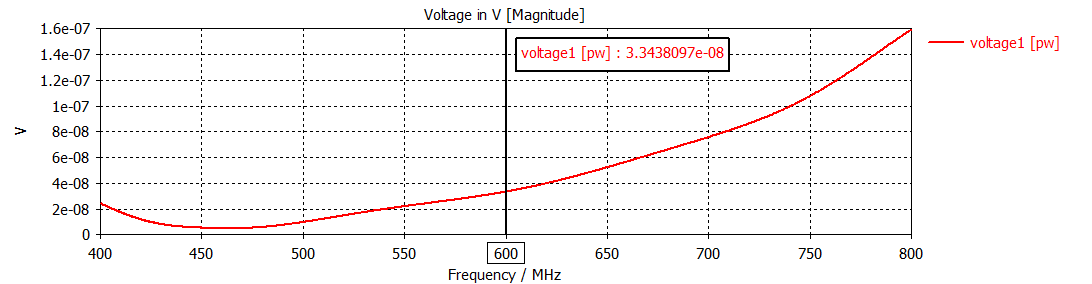 Voltage in V [Magnitude]
1.6e-07
1.4e-07
1.2e-07
1e-07
8e-08
6e-08
4e-08
2e-08
0
V
voltage1 [pw] : 3.3438097e-08
voltage1 [pw]
400 450 500 550 600 650 700 750 800
Frequency / MHz